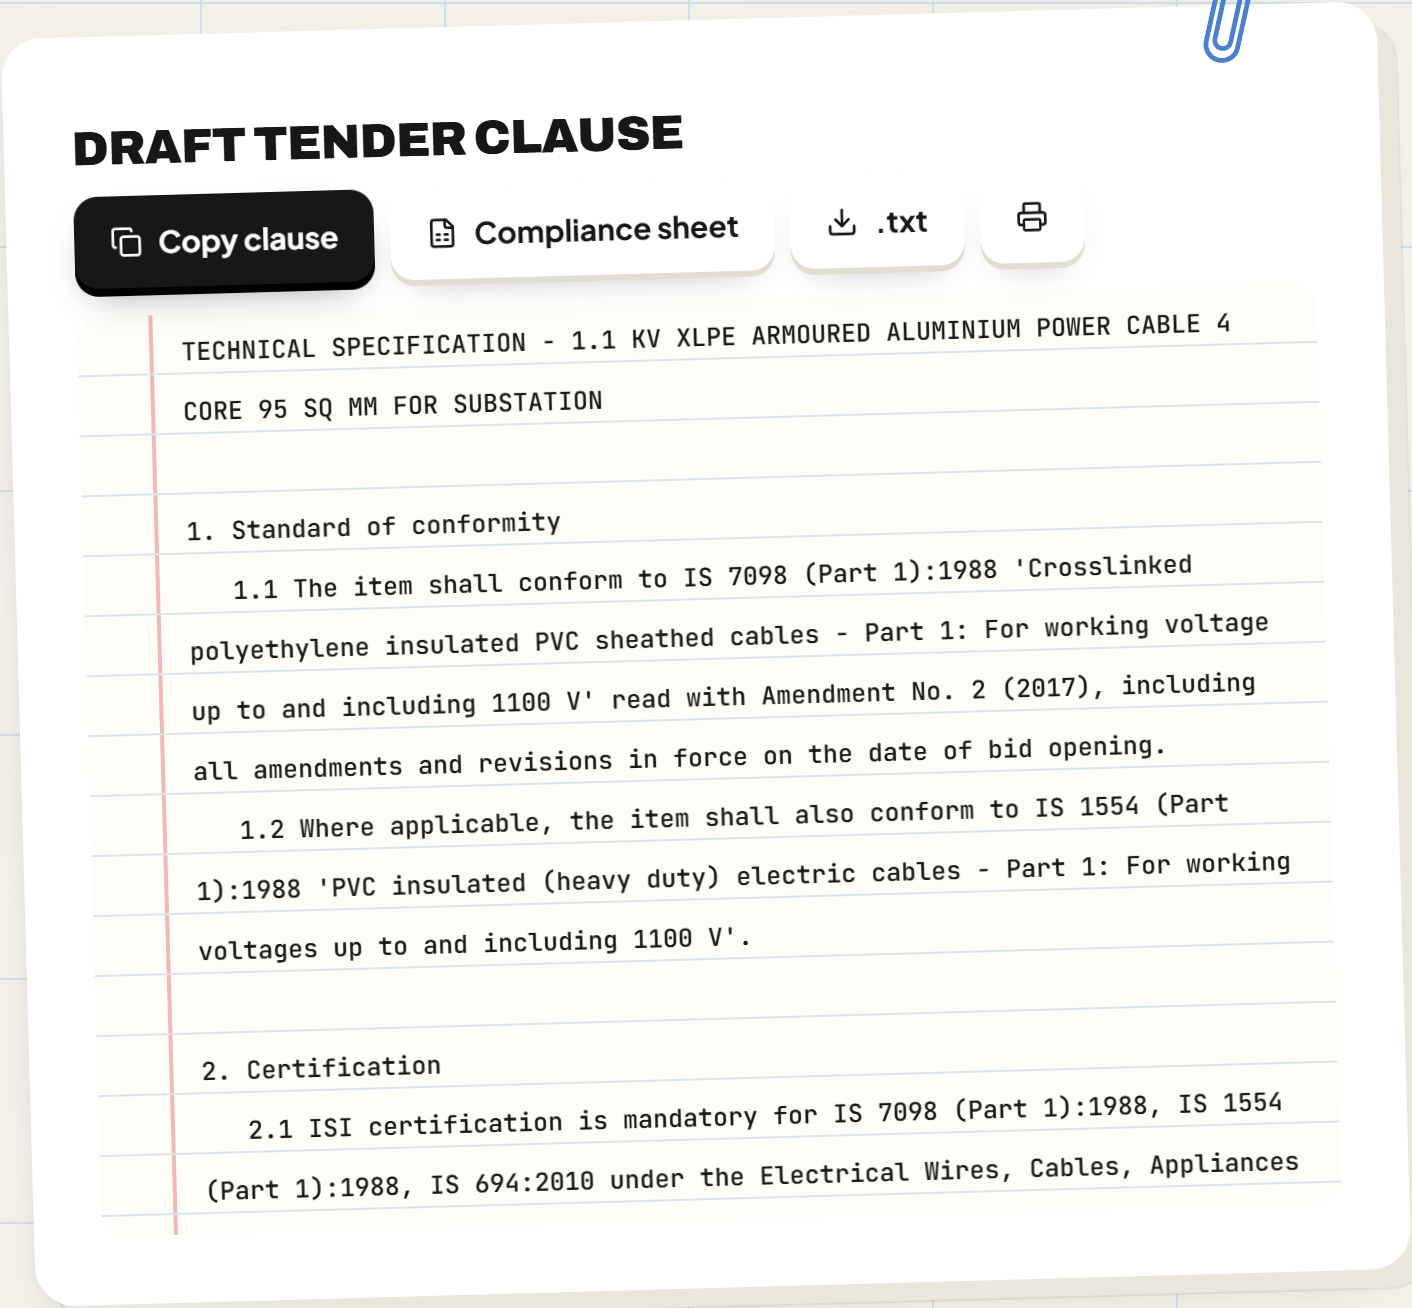 DRAFT TENDER CLAUSE
Copy clause
Compliance sheet
.txt
TECHNICAL SPECIFICATION - 1.1 KV XLPE ARMOURED ALUMINIUM POWER CABLE 4
CORE 95 SQ MM FOR SUBSTATION
1. Standard of conformity
1.1 The item shall conform to IS 7098 (Part 1):1988 'Crosslinked
polyethylene insulated PVC sheathed cables - Part 1: For working voltage
up to and including 1100 V' read with Amendment No. 2 (2017), including
all amendments and revisions in force on the date of bid opening.
1.2 Where applicable, the item shall also conform to IS 1554 (Part
1):1988 'PVC insulated (heavy duty) electric cables - Part 1: For working
voltages up to and including 1100 V'.
2. Certification
2.1 ISI certification is mandatory for IS 7098 (Part 1):1988, IS 1554
(Part 1):1988, IS 694:2010 under the Electrical Wires, Cables, Appliances